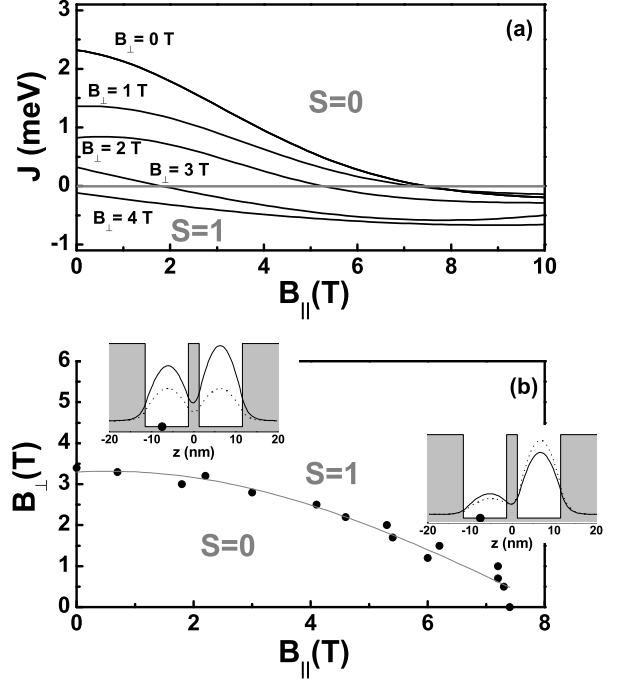 (a)
3
B⊥= 0 T
2
B⊥= 1 T
S=0
1
B⊥= 2 T
B⊥= 3 T
0
B⊥= 4 T
S=1
-1
J (meV)
0 2 4 6 8 10
B||(T)
(b)
6
5
4
3
2
1
0
B⊥(T)
-20 -10 0 10 20
z (nm)
S=1
S=0
-20 -10 0 10 20
z (nm)
0 2 4 6 8
B||(T)